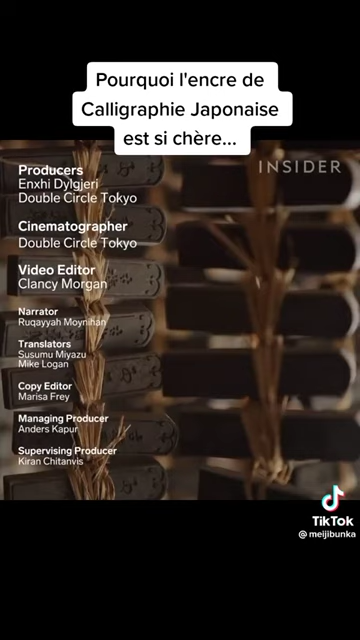 Pourquoi l'encre de
Calligraphie Japonaise
est si chère...
INSIDER
Producers
Enxhi Dylgjeri
Double Circle Tokyo
Cinematographer
Double Circle Tokyo
Video Editor
Clancy Morgan
Narrator
Ruqayyah Moynihan
Translators
Susumu Miyazu
Mike Logan
Copy Editor
Marisa Frey
Managing Producer
Anders Kapur
Supervising Producer
Kiran Chitanvis
TikTok
@meijibunka